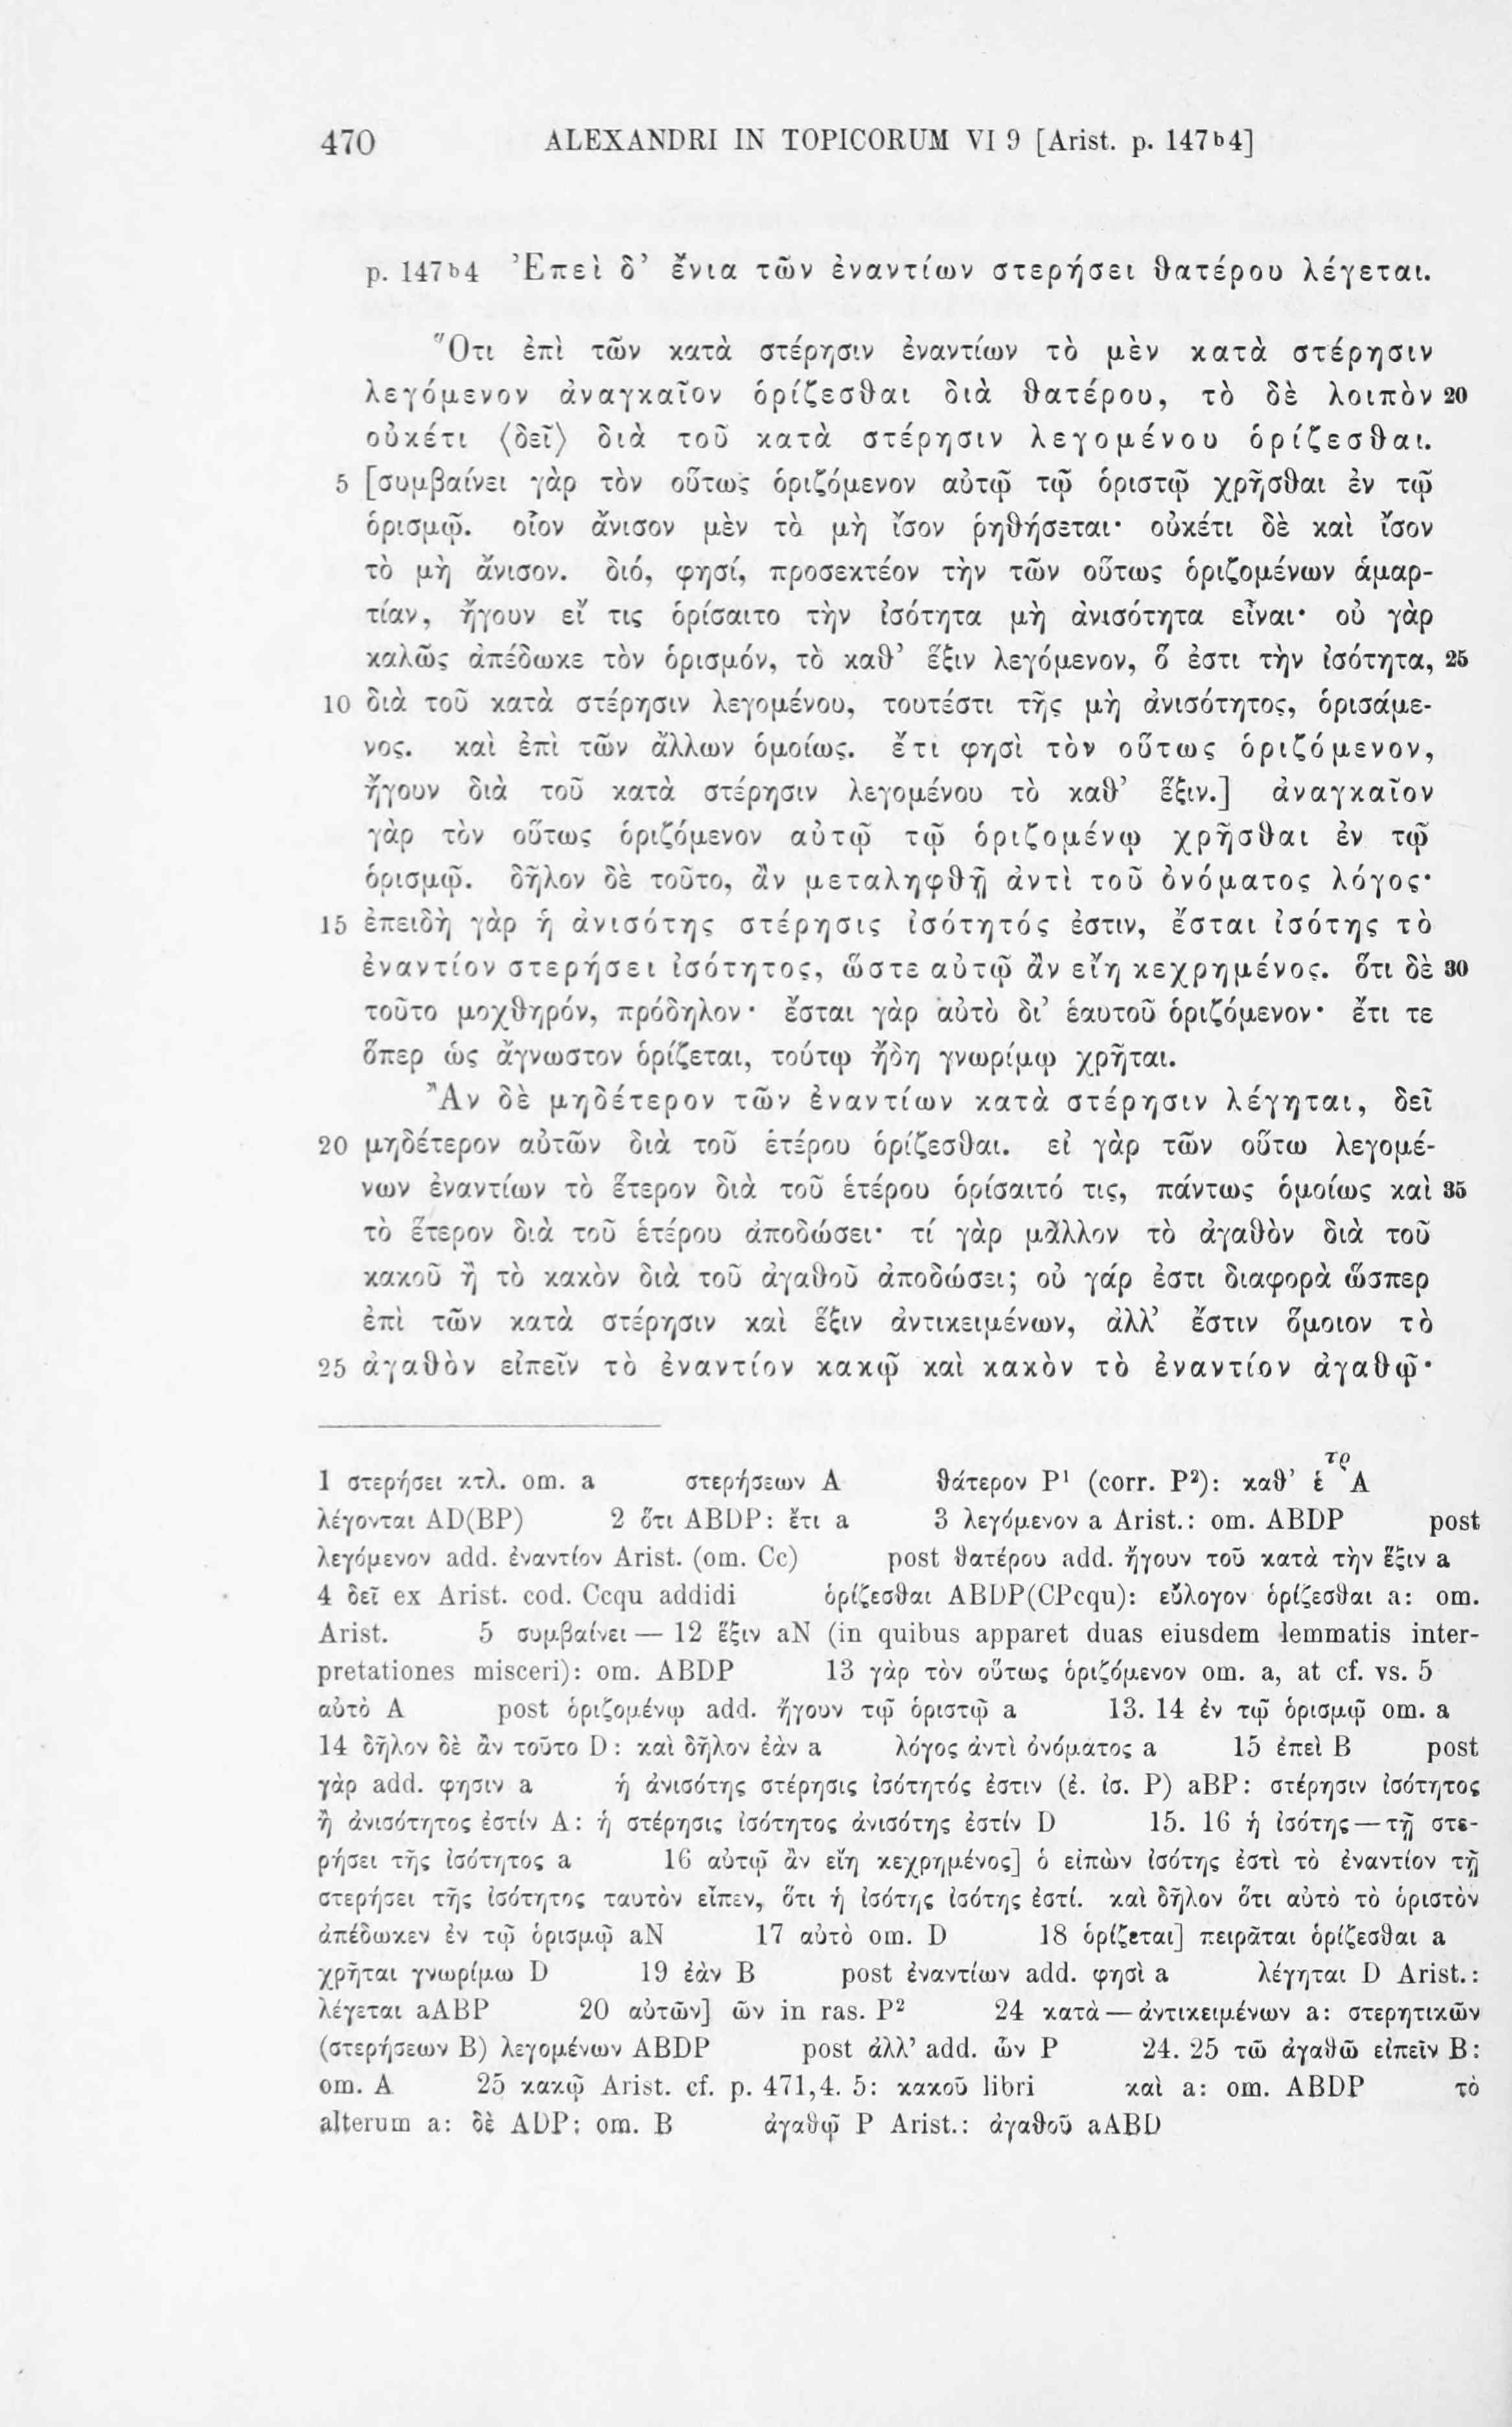 470 ALEXANDRI IN TOPICORUM VI 9 [Arist. p. 147b4]
p. 147b4 Ἐπεὶ δ’ ἔνια τῶν ἐναντίων στερήσει θατέρου λέγεται.
Ὅτι ἐπὶ τῶν κατὰ στέρησιν ἐναντίων τὸ μὲν κατὰ στέρησιν
λεγόμενον ἀναγκαῖον ὁρίζεσθαι διὰ θατέρου, τὸ δὲ λοιπὸν 20
οὐκέτι ⟨δεῖ⟩ διὰ τοῦ κατὰ στέρησιν λεγομένου ὁρίζεσθαι.
5 [συμβαίνει γὰρ τὸν οὕτως ὁριζόμενον αὐτῷ τῷ ὁριστῷ χρῆσθαι ἐν τῷ
ὁρισμῷ. οἷον ἄνισον μὲν τὸ μὴ ἴσον ῥηθήσεται· οὐκέτι δὲ καὶ ἴσον
τὸ μὴ ἄνισον. διό, φησί, προσεκτέον τὴν τῶν οὕτως ὁριζομένων ἁμαρ-
τίαν, ἤγουν εἴ τις ὁρίσαιτο τὴν ἰσότητα μὴ ἀνισότητα εἶναι· οὐ γὰρ
καλῶς ἀπέδωκε τὸν ὁρισμόν, τὸ καθ’ ἕξιν λεγόμενον, ὅ ἐστι τὴν ἰσότητα, 25
10 διὰ τοῦ κατὰ στέρησιν λεγομένου, τουτέστι τῆς μὴ ἀνισότητος, ὁρισάμε-
νος. καὶ ἐπὶ τῶν ἄλλων ὁμοίως. ἔτι φησὶ τὸν οὕτως ὁριζόμενον,
ἤγουν διὰ τοῦ κατὰ στέρησιν λεγομένου τὸ καθ’ ἕξιν.] ἀναγκαῖον
γὰρ τὸν οὕτως ὁριζόμενον αὐτῷ τῷ ὁριζομένῳ χρῆσθαι ἐν τῷ
ὁρισμῷ. δῆλον δὲ τοῦτο, ἂν μεταληφθῇ ἀντὶ τοῦ ὀνόματος λόγος·
15 ἐπειδὴ γὰρ ἡ ἀνισότης στέρησις ἰσότητός ἐστιν, ἔσται ἰσότης τὸ
ἐναντίον στερήσει ἰσότητος, ὥστε αὐτῷ ἂν εἴη κεχρημένος. ὅτι δὲ 30
τοῦτο μοχθηρόν, πρόδηλον· ἔσται γὰρ αὐτὸ δι’ ἑαυτοῦ ὁριζόμενον· ἔτι τε
ὅπερ ὡς ἄγνωστον ὁρίζεται, τούτῳ ἤδη γνωρίμῳ χρῆται.
Ἂν δὲ μηδέτερον τῶν ἐναντίων κατὰ στέρησιν λέγηται, δεῖ
20 μηδέτερον αὐτῶν διὰ τοῦ ἑτέρου ὁρίζεσθαι. εἰ γὰρ τῶν οὕτω λεγομέ-
νων ἐναντίων τὸ ἕτερον διὰ τοῦ ἑτέρου ὁρίσαιτό τις, πάντως ὁμοίως καὶ 35
τὸ ἕτερον διὰ τοῦ ἑτέρου ἀποδώσει· τί γὰρ μᾶλλον τὸ ἀγαθὸν διὰ τοῦ
κακοῦ ἢ τὸ κακὸν διὰ τοῦ ἀγαθοῦ ἀποδώσει; οὐ γάρ ἐστι διαφορὰ ὥσπερ
ἐπὶ τῶν κατὰ στέρησιν καὶ ἕξιν ἀντικειμένων, ἀλλ’ ἔστιν ὅμοιον τὸ
25 ἀγαθὸν εἰπεῖν τὸ ἐναντίον κακῷ καὶ κακὸν τὸ ἐναντίον ἀγαθῷ·
1 στερήσει κτλ. om. a στερήσεων A θάτερον P¹ (corr. P²): καθ’ ἑτρ A
λέγονται AD(BP) 2 ὅτι ABDP: ἔτι a 3 λεγόμενον a Arist.: om. ABDP post
λεγόμενον add. ἐναντίον Arist. (om. Cc) post θατέρου add. ἤγουν τοῦ κατὰ τὴν ἕξιν a
4 δεῖ ex Arist. cod. Ccqu addidi ὁρίζεσθαι ABDP(CPcqu): εὔλογον ὁρίζεσθαι a: om.
Arist. 5 συμβαίνει — 12 ἕξιν aN (in quibus apparet duas eiusdem lemmatis inter-
pretationes misceri): om. ABDP 13 γὰρ τὸν οὕτως ὁριζόμενον om. a, at cf. vs. 5
αὐτὸ A post ὁριζομένῳ add. ἤγουν τῷ ὁριστῷ a 13. 14 ἐν τῷ ὁρισμῷ om. a
14 δῆλον δὲ ἂν τοῦτο D: καὶ δῆλον ἐὰν a λόγος ἀντὶ ὀνόματος a 15 ἐπεὶ B post
γὰρ add. φησιν a ἡ ἀνισότης στέρησις ἰσότητός ἐστιν (ἐ. ἰσ. P) aBP: στέρησιν ἰσότητος
ἢ ἀνισότητος ἐστίν A: ἡ στέρησις ἰσότητος ἀνισότης ἐστίν D 15. 16 ἡ ἰσότης — τῇ στε-
ρήσει τῆς ἰσότητος a 16 αὐτῷ ἂν εἴη κεχρημένος] ὁ εἰπὼν ἰσότης ἐστὶ τὸ ἐναντίον τῇ
στερήσει τῆς ἰσότητος ταυτὸν εἶπεν, ὅτι ἡ ἰσότης ἰσότης ἐστί. καὶ δῆλον ὅτι αὐτὸ τὸ ὁριστὸν
ἀπέδωκεν ἐν τῷ ὁρισμῷ aN 17 αὐτὸ om. D 18 ὁρίζεται] πειρᾶται ὁρίζεσθαι a
χρῆται γνωρίμω D 19 ἐὰν B post ἐναντίων add. φησὶ a λέγηται D Arist.:
λέγεται aABP 20 αὐτῶν] ῶν in ras. P² 24 κατὰ — ἀντικειμένων a: στερητικῶν
(στερήσεων B) λεγομένων ABDP post ἀλλ’ add. ὧν P 24. 25 τῶ ἀγαθῶ εἰπεῖν B:
om. A 25 κακῷ Arist. cf. p. 471,4. 5: κακοῦ libri καὶ a: om. ABDP τὸ
alterum a: δὲ ADP: om. B ἀγαθῷ P Arist.: ἀγαθοῦ aABD